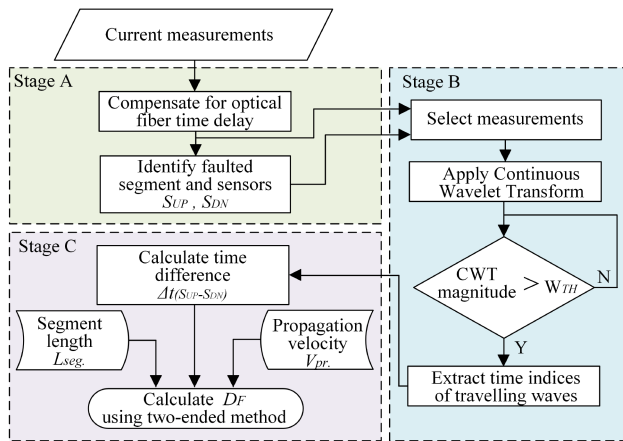 Current measurements
Stage A
Compensate for optical
fiber time delay
Identify faulted
segment and sensors
SUP , SDN
Stage B
Select measurements
Apply Continuous
Wavelet Transform
CWT
magnitude > WTH
N
Y
Extract time indices
of travelling waves
Stage C
Calculate time
difference
Δt(SUP-SDN)
Segment
length
Lseg.
Propagation
velocity
Vpr.
Calculate DF
using two-ended method